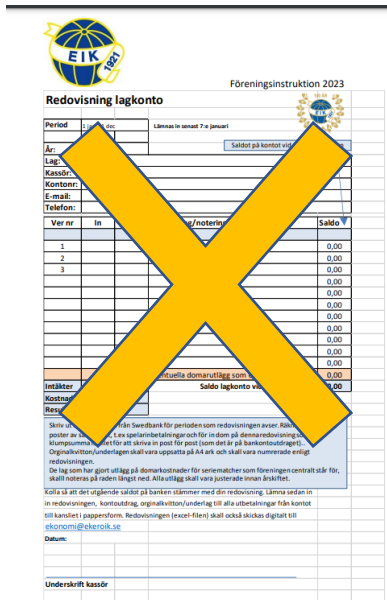 EIK
1921
Föreningsinstruktion 2023
Redovisning lagkonto
Period 1 dec Lämnas in senast 7:e januari
Saldot på kontot vid
År:
Lag:
Kassör:
Kontonr:
E-mail:
Telefon:
Ver nr In Saldo
1 0,00
2 0,00
3 0,00
0,00
0,00
0,00
0,00
0,00
0,00
0,00
domarutlägg som 0,00
Intäkter Saldo lagkonto 0,00
Skriv från Swedbank för perioden som redovisningen avser.
poster av t.ex spelarinbetalningar och för in dom på denna redovisning
klumpsumma för att skriva in post för post (som det är på bankontoutdraget)..
Orginalkvitton/underlagen skall vara uppsatta på A4 ark och skall vara numrerade enligt
redovisningen.
De lag som har gjort utlägg på domarkostnader för seriematcher som föreningen centralt står för,
skall noteras på raden längst ned. Alla utlägg skall vara justerade innan årskiftet.
Kolla så att det utgående saldot på banken stämmer med din redovisning. Lämna sedan in
in redovisningen, kontoutdrag, orginalkvitton/underlag till alla utbetalningar från kontot
till kansliet i pappersform. Redovisningen (excel-filen) skall också skickas digitalt till
ekonomi@ekeroik.se
Datum:
Underskrift kassör